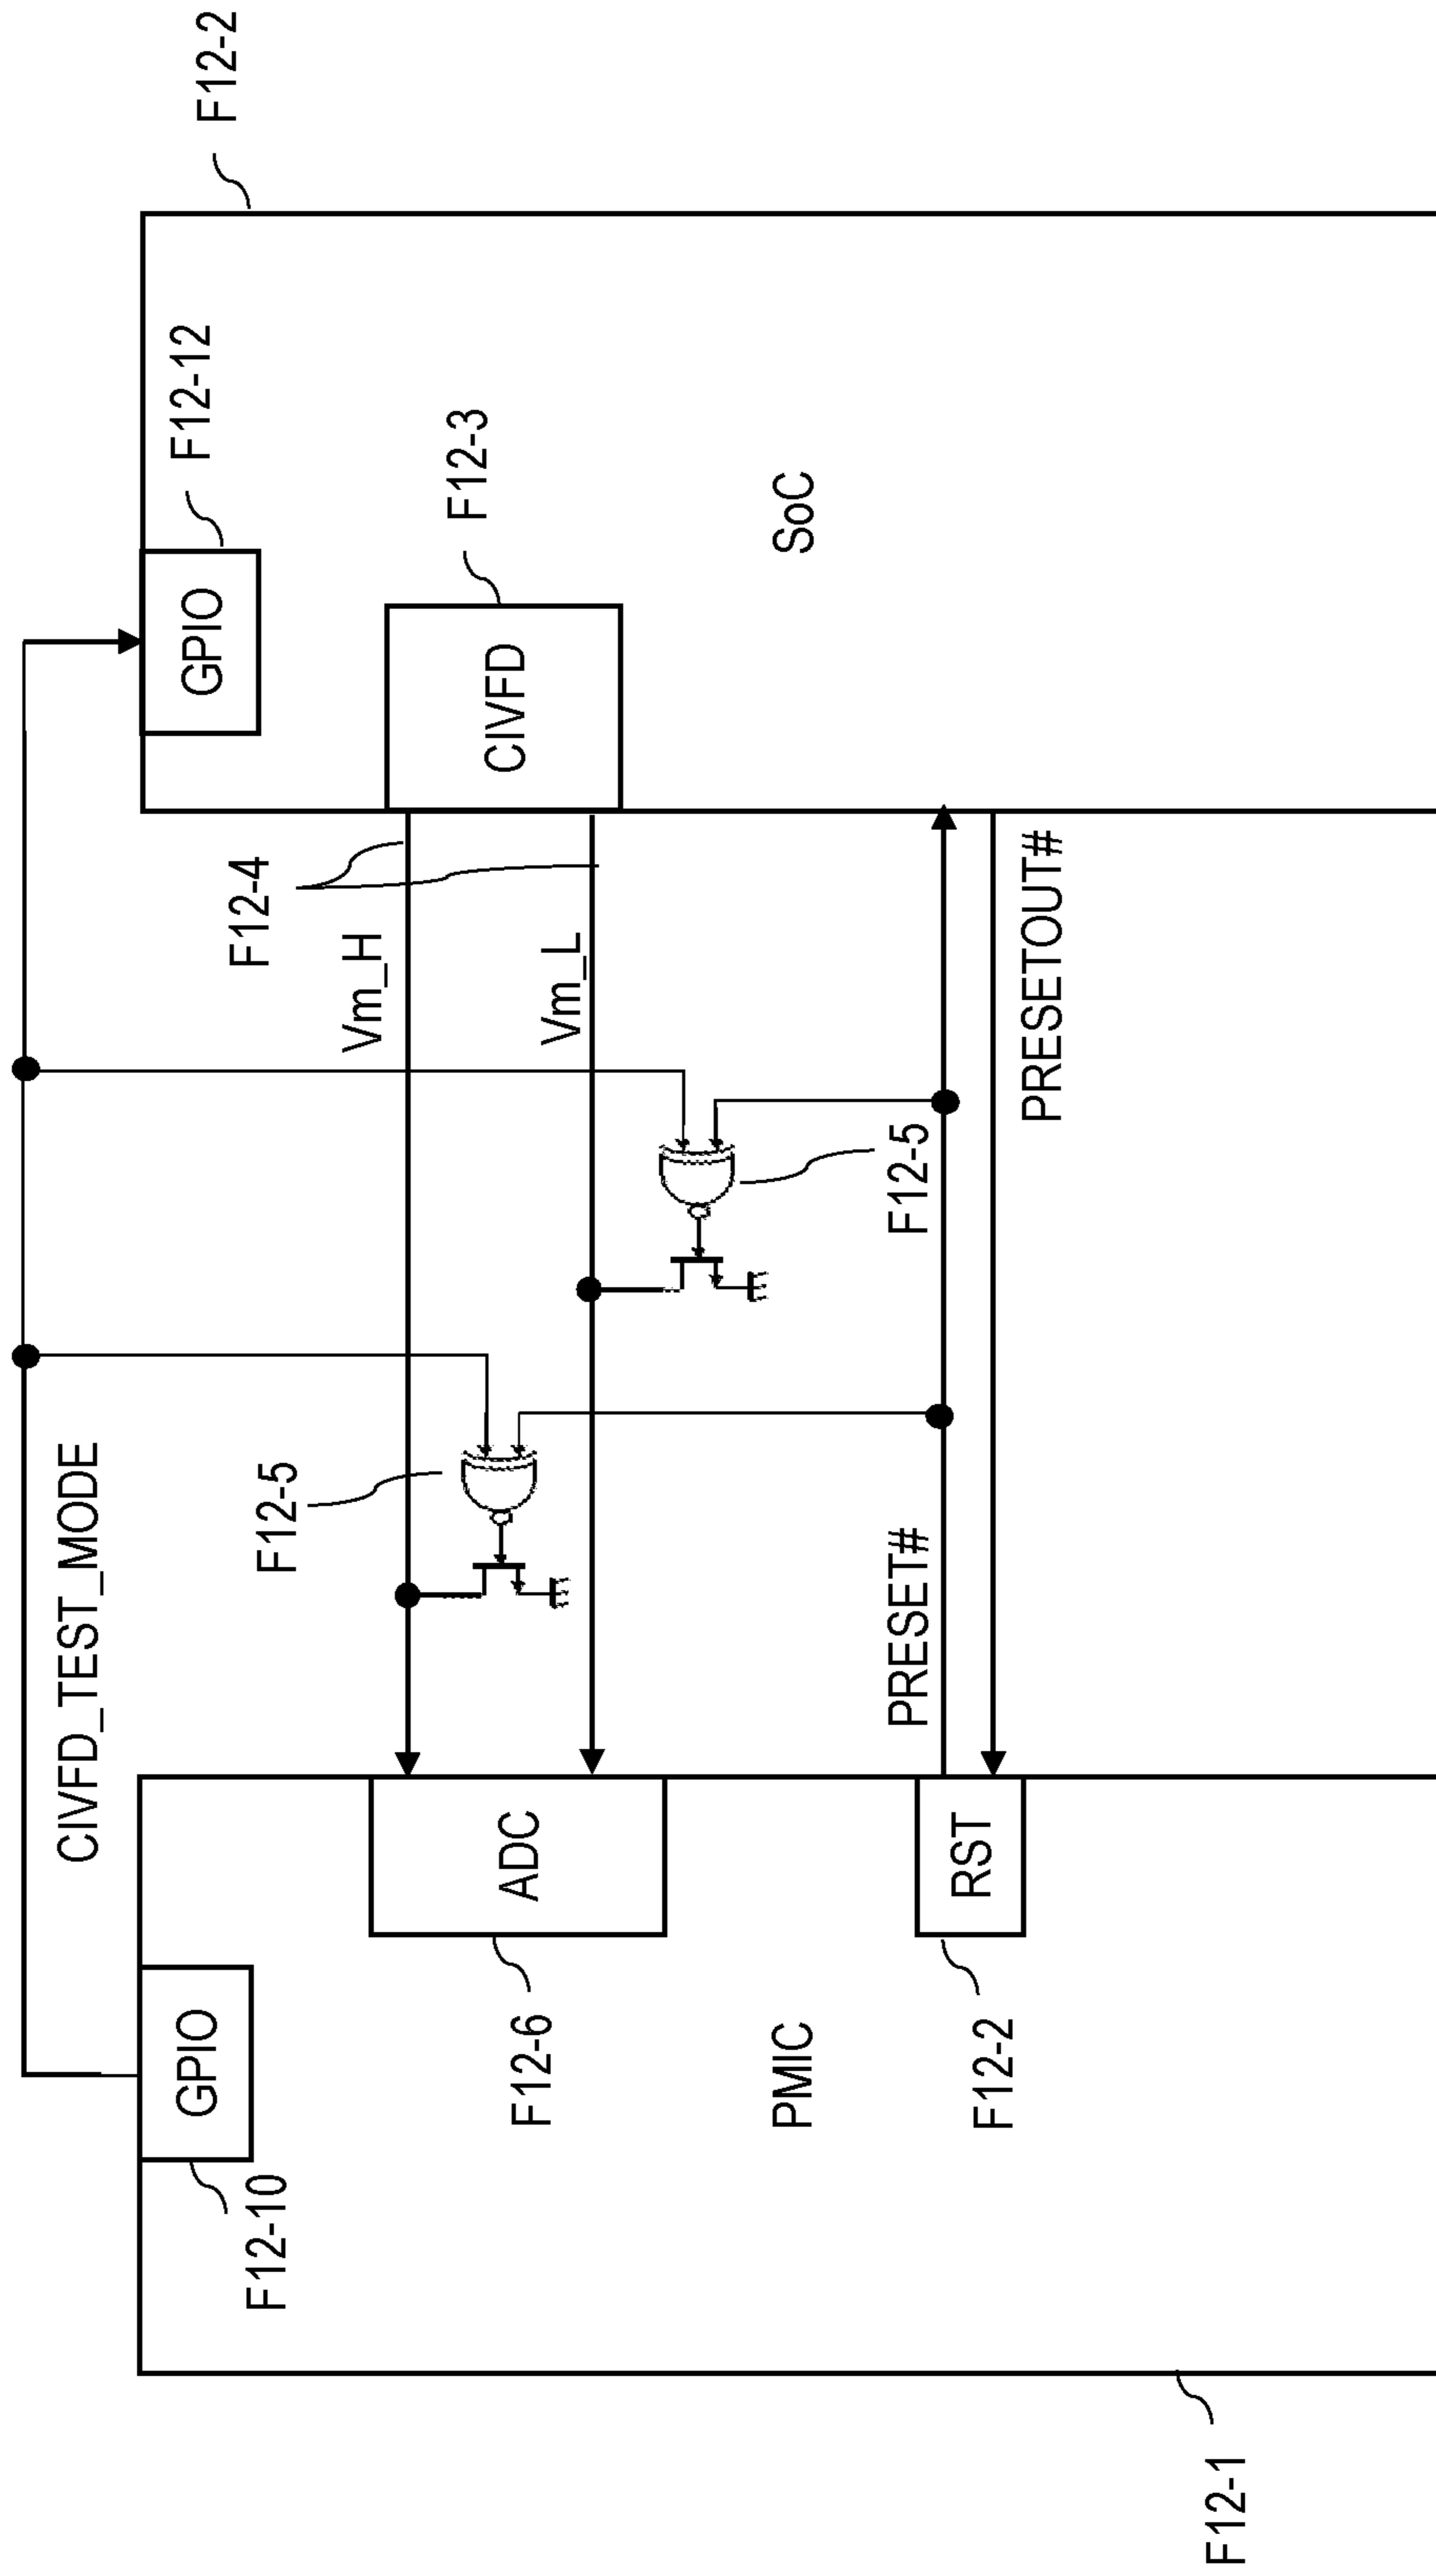 CIVFD_TEST_MODE
F12-10
GPIO
GPIO
F12-12
F12-2
F12-5
Vm_H
F12-4
F12-6
ADC
Vm_L
CIVFD
F12-3
PMIC
SoC
F12-5
PRESET#
F12-2
RST
PRESETOUT#
F12-1